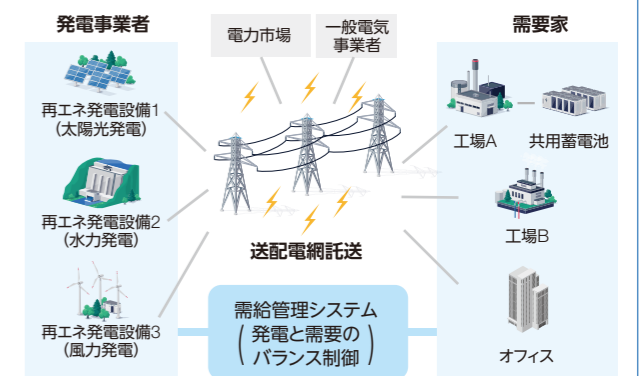 発電事業者
再エネ発電設備1
(太陽光発電)
再エネ発電設備2
(水力発電)
再エネ発電設備3
(風力発電)
電力市場
一般電気
事業者
送配電網託送
需給管理システム
(発電と需要の
バランス制御)
需要家
工場A
共用蓄電池
工場B
オフィス